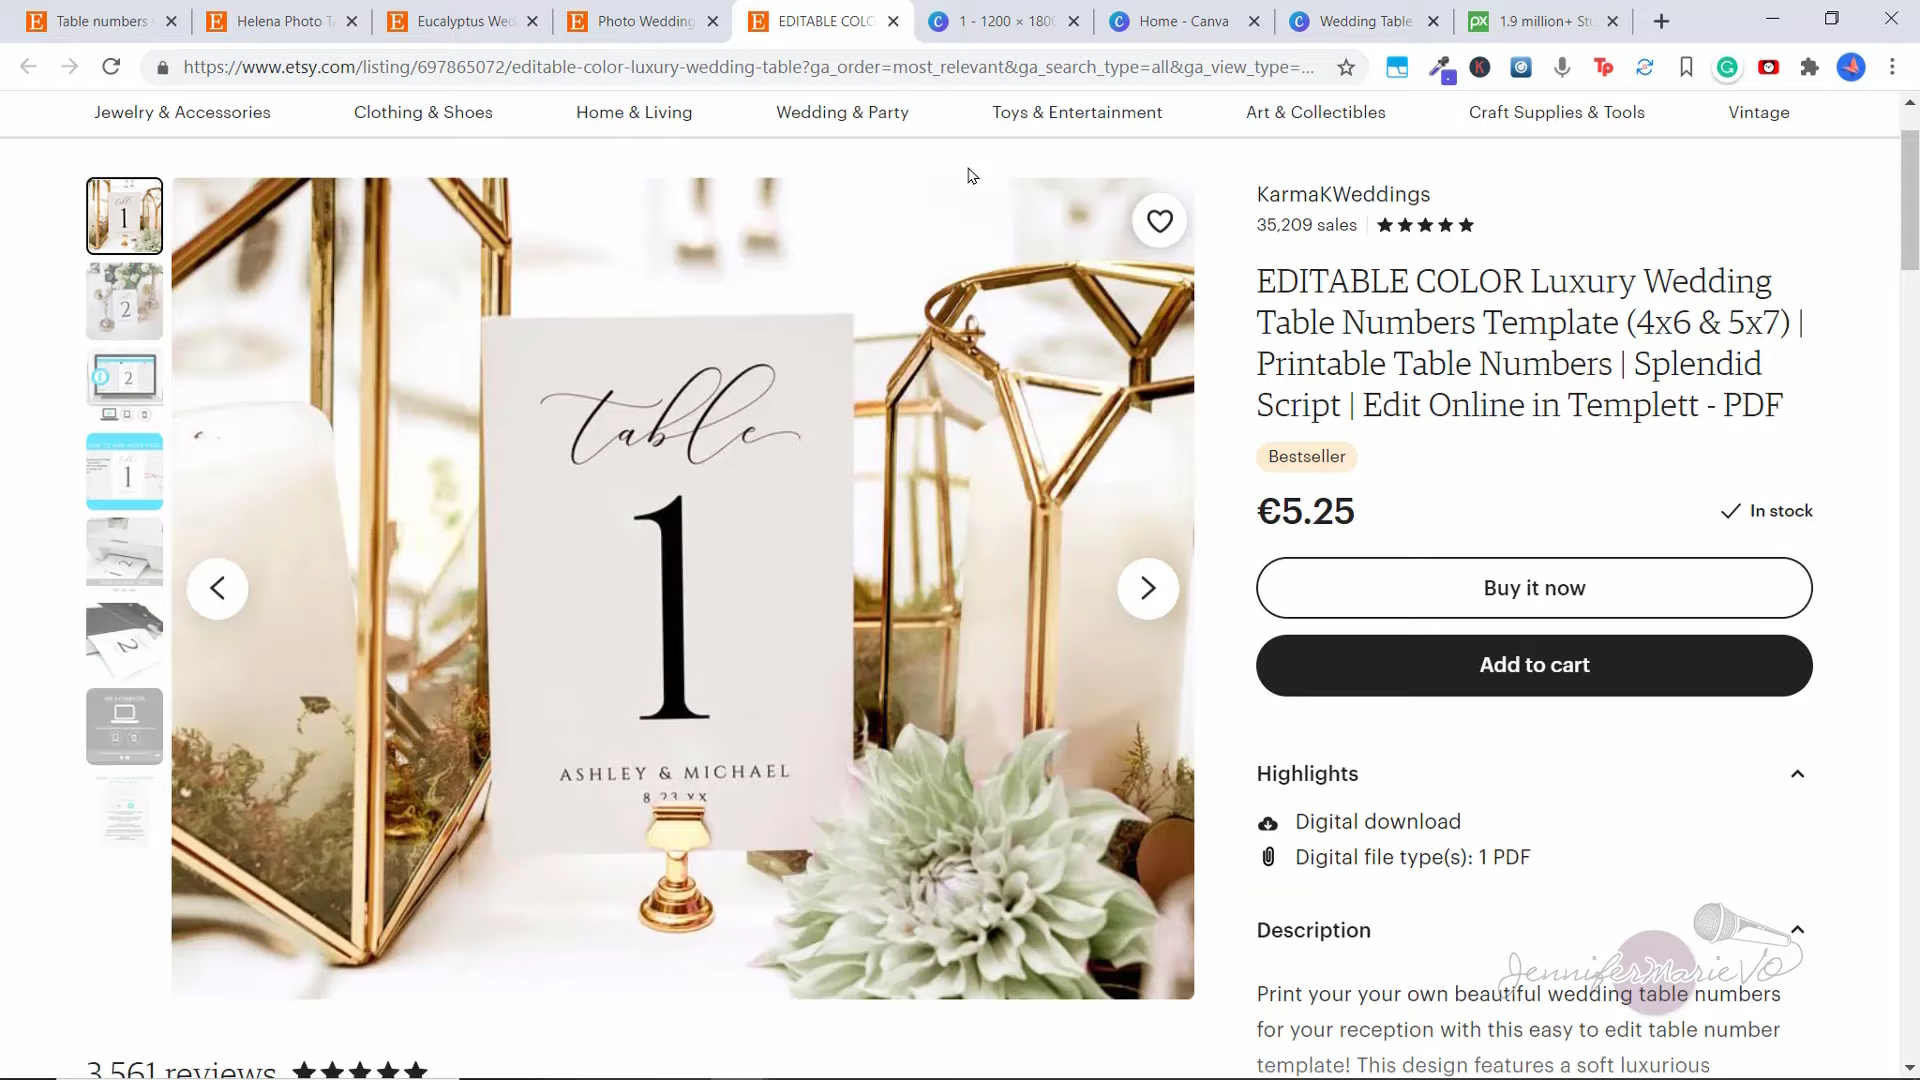 Table numbers
Helena Photo T
Eucalyptus Wed
Photo Wedding
EDITABLE COLO
1 - 1200 × 1800
Home - Canva
Wedding Table
1.9 million+ Stu
https://www.etsy.com/listing/697865072/editable-color-luxury-wedding-table?ga_order=most_relevant&ga_search_type=all&ga_view_type=...
Jewelry & Accessories
Clothing & Shoes
Home & Living
Wedding & Party
Toys & Entertainment
Art & Collectibles
Craft Supplies & Tools
Vintage
table
1
ASHLEY & MICHAEL
8.23.XX
KarmaKWeddings
35,209 sales
EDITABLE COLOR Luxury Wedding
Table Numbers Template (4x6 & 5x7) |
Printable Table Numbers | Splendid
Script | Edit Online in Templett - PDF
Bestseller
€5.25
In stock
Buy it now
Add to cart
Highlights
Digital download
Digital file type(s): 1 PDF
Description
JenniferMarieVO
Print your your own beautiful wedding table numbers
for your reception with this easy to edit table number
template! This design features a soft luxurious
3,561 reviews